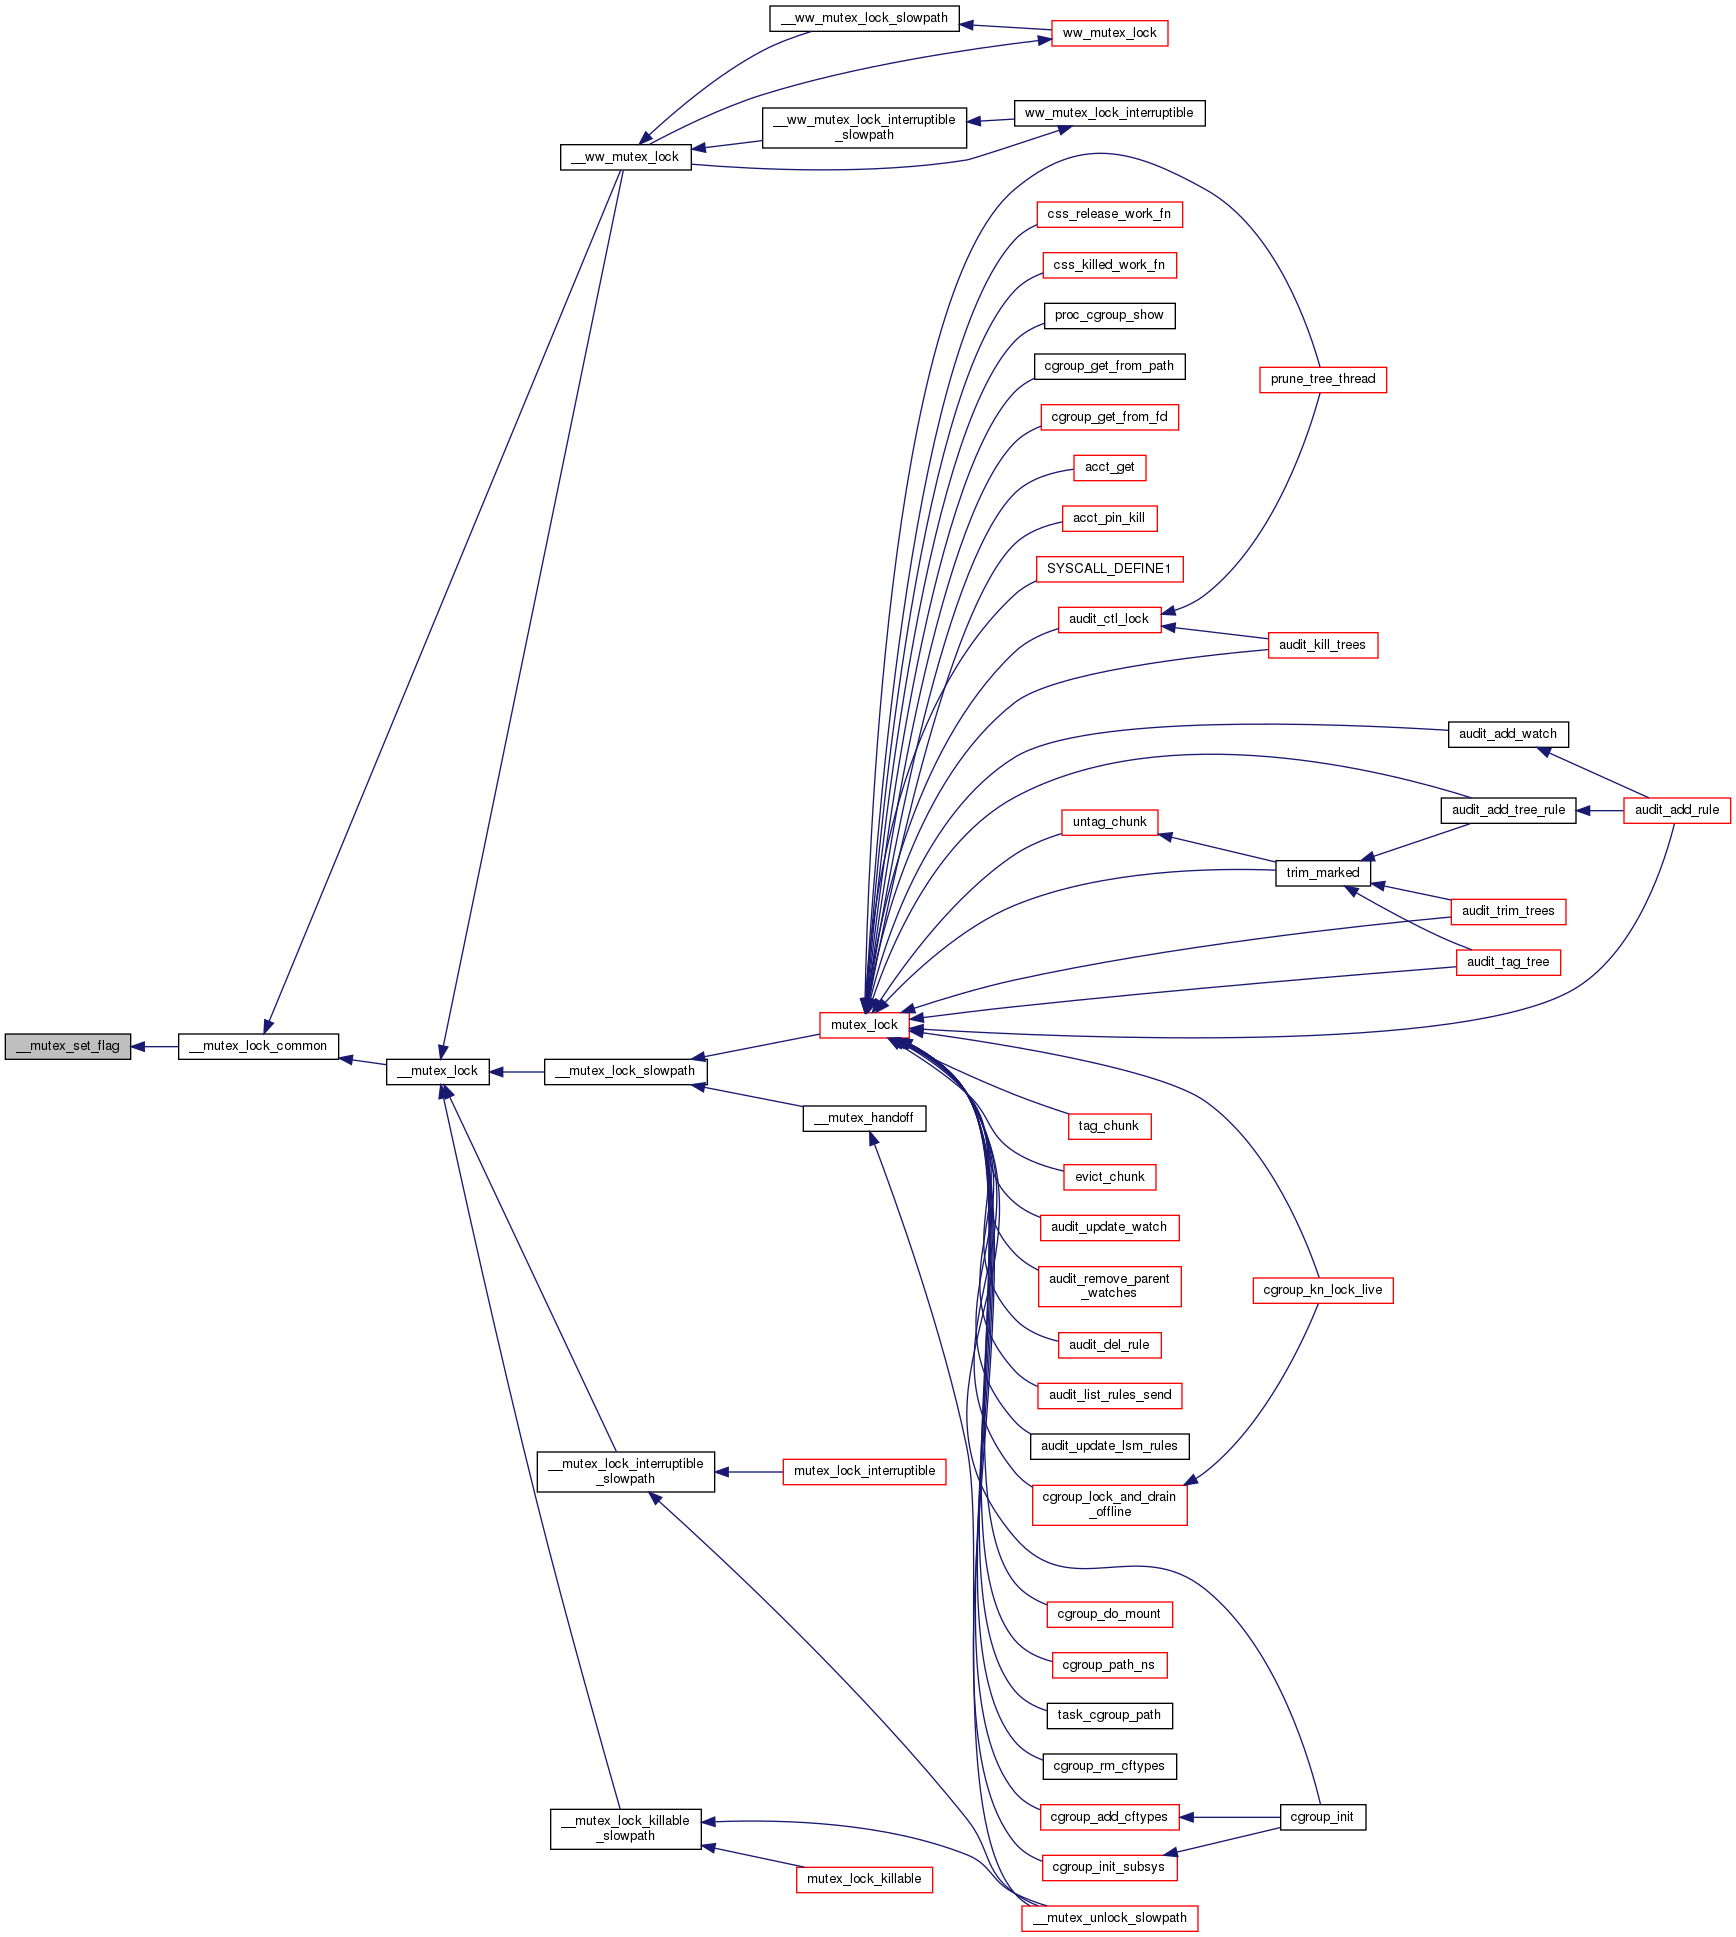 __ww_mutex_lock_slowpath
ww_mutex_lock
ww_mutex_lock_interruptible
__ww_mutex_lock_interruptible
_slowpath
__ww_mutex_lock
css_release_work_fn
css_killed_work_fn
proc_cgroup_show
cgroup_get_from_path
prune_tree_thread
cgroup_get_from_fd
acct_get
acct_pin_kill
SYSCALL_DEFINE1
audit_ctl_lock
audit_kill_trees
audit_add_watch
audit_add_tree_rule
audit_add_rule
untag_chunk
trim_marked
audit_trim_trees
audit_tag_tree
mutex_lock
__mutex_set_flag
__mutex_lock_common
__mutex_lock
__mutex_lock_slowpath
__mutex_handoff
tag_chunk
evict_chunk
audit_update_watch
audit_remove_parent
_watches
cgroup_kn_lock_live
audit_del_rule
audit_list_rules_send
audit_update_lsm_rules
__mutex_lock_interruptible
_slowpath
mutex_lock_interruptible
cgroup_lock_and_drain
_offline
cgroup_do_mount
cgroup_path_ns
task_cgroup_path
cgroup_rm_cftypes
cgroup_add_cftypes
cgroup_init
__mutex_lock_killable
_slowpath
cgroup_init_subsys
mutex_lock_killable
__mutex_unlock_slowpath